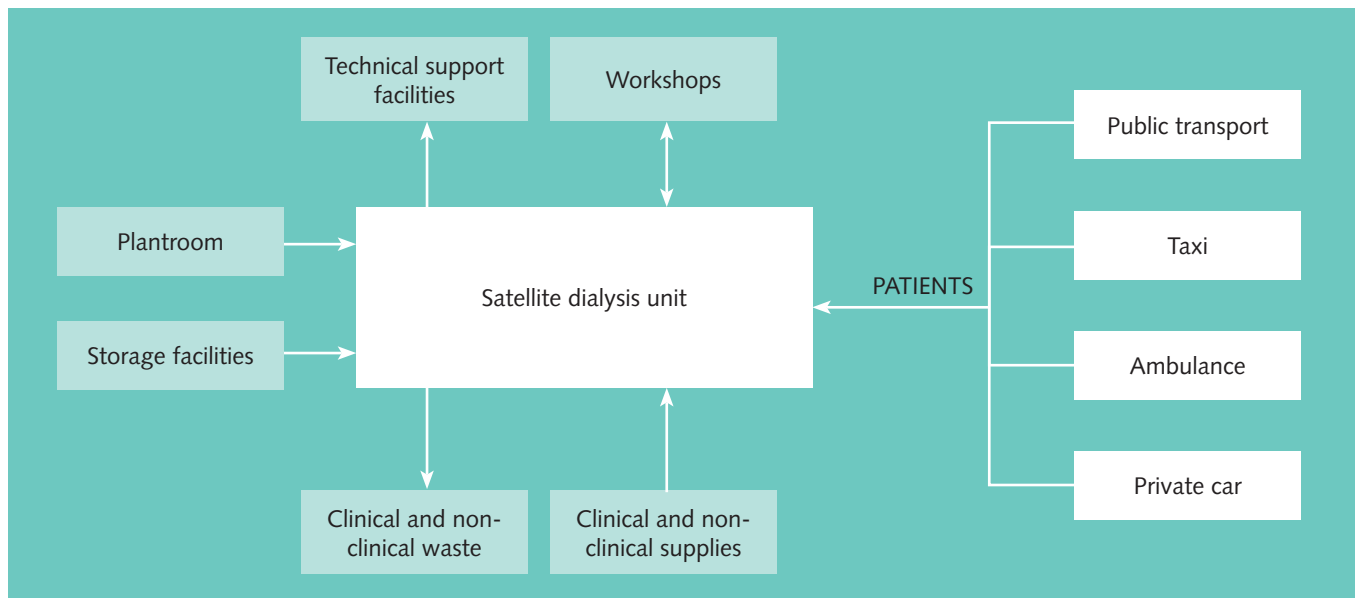 Technical support
facilities
Workshops
Public transport
Plantroom
Taxi
PATIENTS
Satellite dialysis unit
Storage facilities
Ambulance
Private car
Clinical and non-
clinical waste
Clinical and non-
clinical supplies